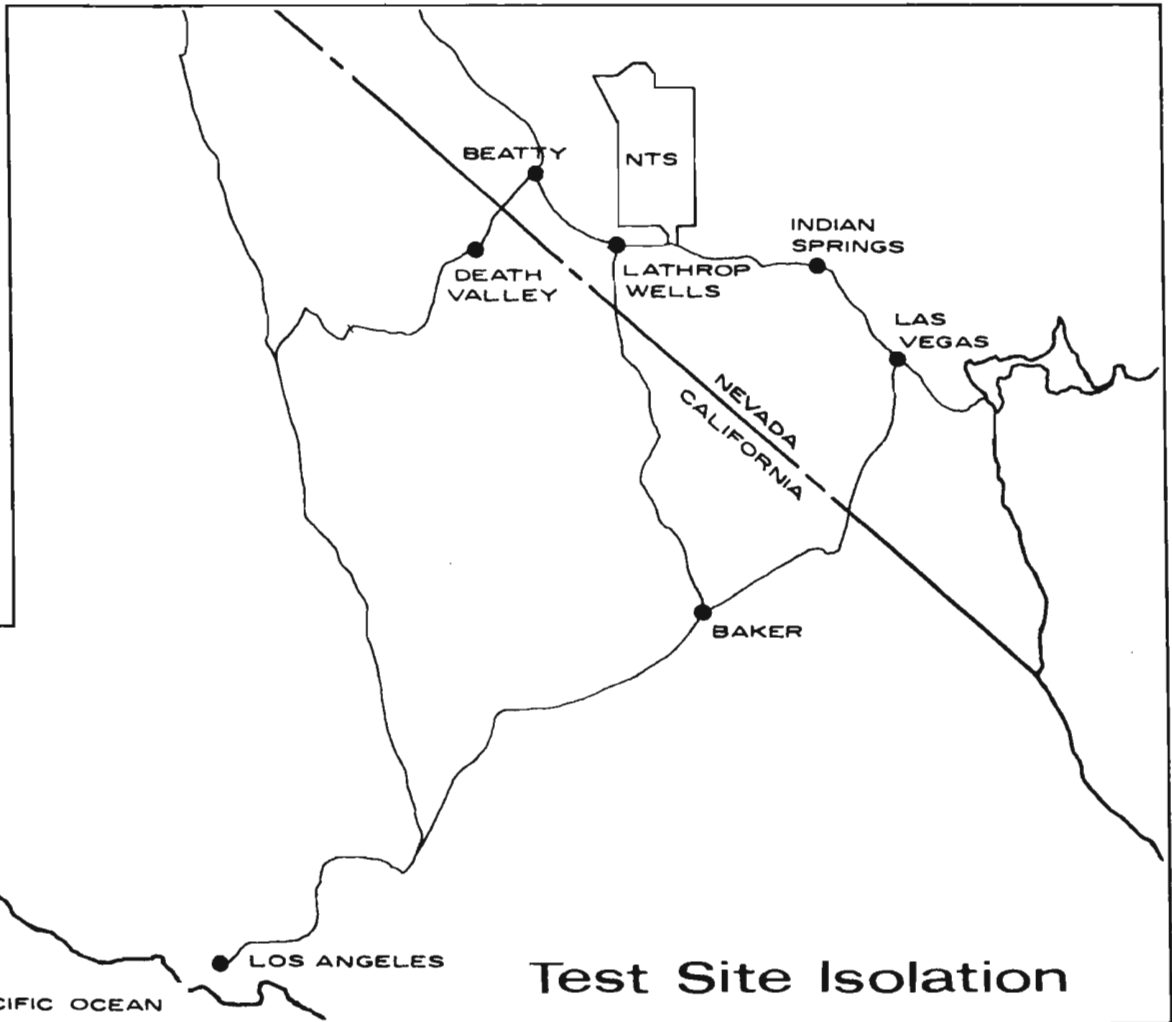 BEATTY
NTS
INDIAN
SPRINGS
DEATH
VALLEY
LATHROP
WELLS
LAS
VEGAS
NEVADA
CALIFORNIA
BAKER
LOS ANGELES
CIFIC OCEAN
Test Site Isolation